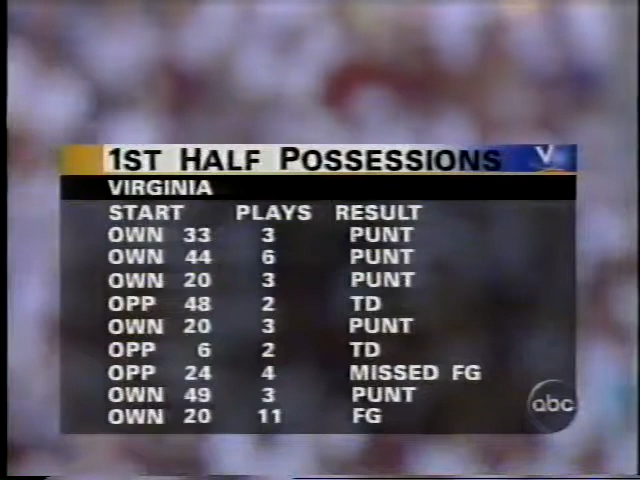 1ST HALF POSSESSIONS V
VIRGINIA
START PLAYS RESULT
OWN 33 3 PUNT
OWN 44 6 PUNT
OWN 20 3 PUNT
OPP 48 2 TD
OWN 20 3 PUNT
OPP 6 2 TD
OPP 24 4 MISSED FG
OWN 49 3 PUNT
OWN 20 11 FG
abc